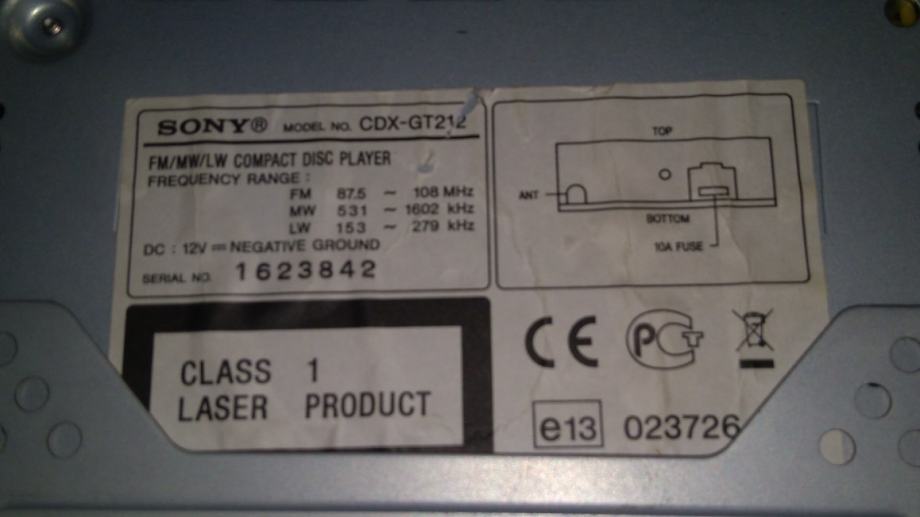 SONY® MODEL NO. CDX-GT212
FM/MW/LW COMPACT DISC PLAYER
FREQUENCY RANGE :
FM 87.5 ~ 108 MHz
MW 531 ~ 1602 kHz
LW 153 ~ 279 kHz
DC : 12V ⎓ NEGATIVE GROUND
SERIAL NO. 1623842
TOP
ANT
BOTTOM
10A FUSE
CLASS 1
LASER PRODUCT
CE PCT
e13 023726